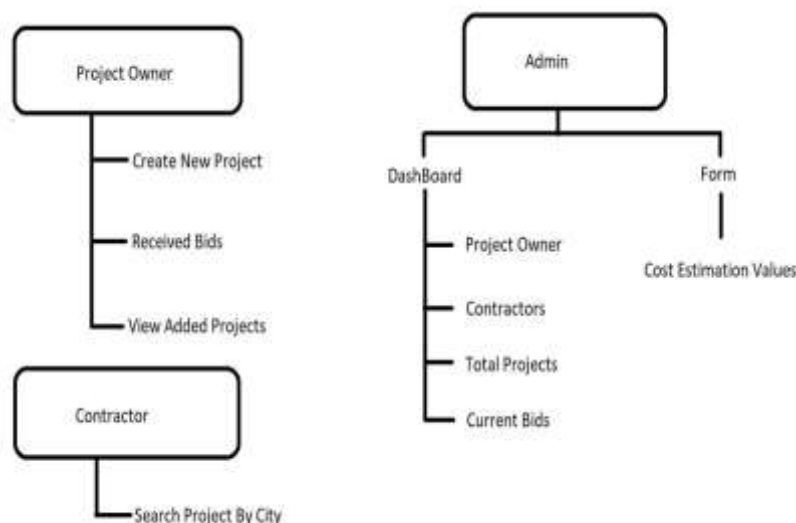 Project Owner
Create New Project
Received Bids
View Added Projects
Contractor
Search Project By City
Admin
DashBoard
Form
Project Owner
Cost Estimation Values
Contractors
Total Projects
Current Bids